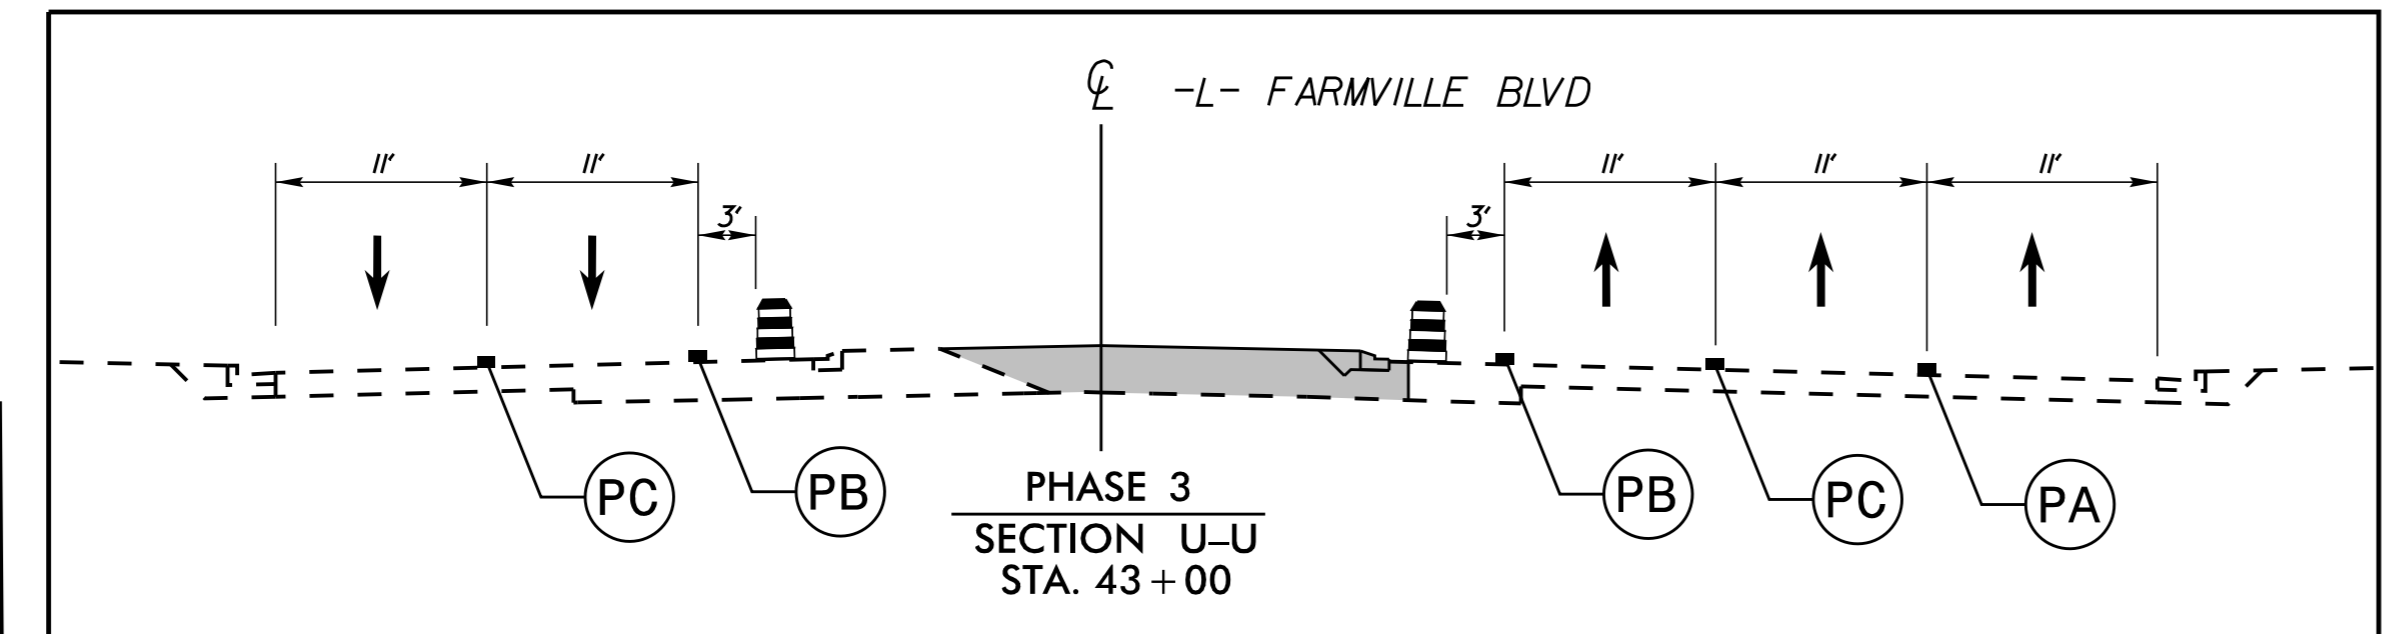 ℄ -L- FARMVILLE BLVD
11' 11' 11' 11' 11'
3' 3'
PC PB PB PC PA
PHASE 3
SECTION U-U
STA. 43+00